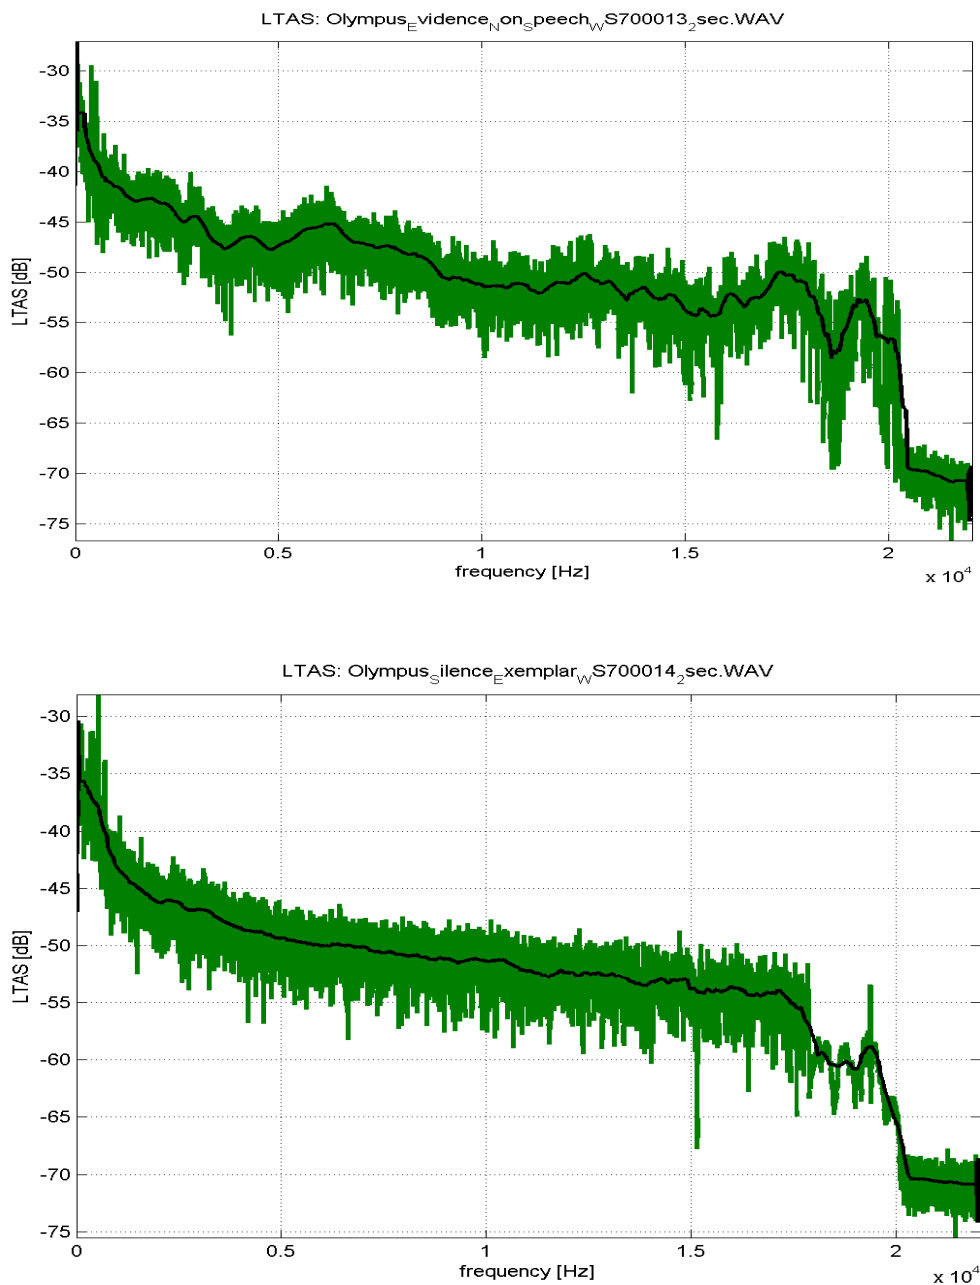 LTAS: Olympus_Evidence_Non_Speech_WS700013_2sec.WAV
-30
-35
-40
-45
-50
-55
-60
-65
-70
-75
LTAS [dB]
0 0.5 1 1.5 2
frequency [Hz]
x 10^4
LTAS: Olympus_Silence_Exemplar_WS700014_2sec.WAV
-30
-35
-40
-45
-50
-55
-60
-65
-70
-75
LTAS [dB]
0 0.5 1 1.5 2
frequency [Hz]
x 10^4